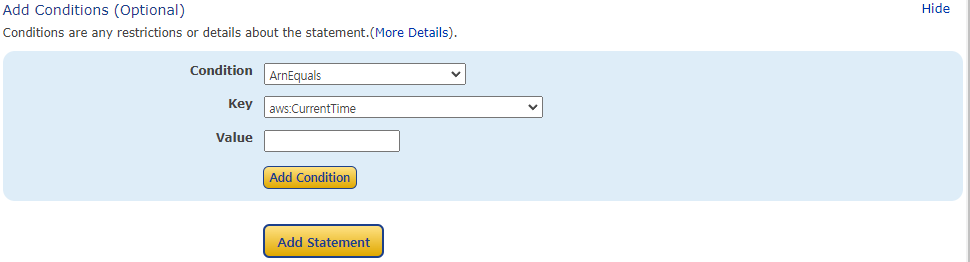 Add Conditions (Optional)
Hide
Conditions are any restrictions or details about the statement.(More Details).
Condition
ArnEquals
Key
aws:CurrentTime
Value
Add Condition
Add Statement